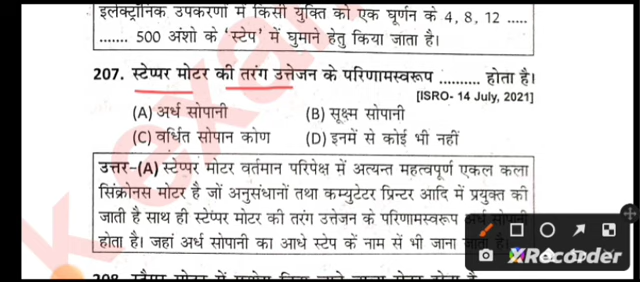 इलेक्ट्रॉनिक उपकरणों में किसी युक्ति को एक घूर्णन के 4, 8, 12 .....
....... 500 अंशो के 'स्टेप' में घुमाने हेतु किया जाता है।
207. स्टेप्पर मोटर की तरंग उत्तेजन के परिणामस्वरूप .......... होता है।
[ISRO- 14 July, 2021]
(A) अर्ध सोपानी (B) सूक्ष्म सोपानी
(C) वर्धित सोपान कोण (D) इनमें से कोई भी नहीं
उत्तर-(A) स्टेप्पर मोटर वर्तमान परिपेक्ष में अत्यन्त महत्वपूर्ण एकल कला
सिंक्रोनस मोटर है जों अनुसंधानों तथा कम्युटेटर प्रिन्टर आदि में प्रयुक्त की
जाती है साथ ही स्टेप्पर मोटर की तरंग उत्तेजन के परिणामस्वरूप अर्ध सोपानी
होता है। जहां अर्ध सोपानी का आधे स्टेप कें नाम से भी जाना जाता है।
k exa
XRecorder